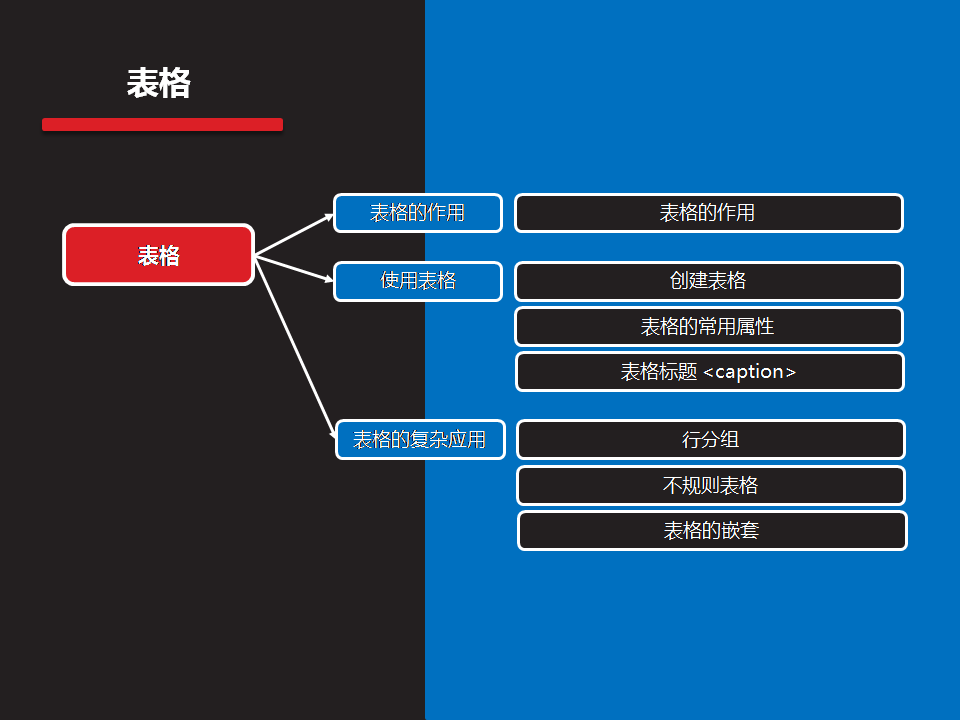 表格
表格
表格的作用
表格的作用
使用表格
创建表格
表格的常用属性
表格标题 <caption>
表格的复杂应用
行分组
不规则表格
表格的嵌套